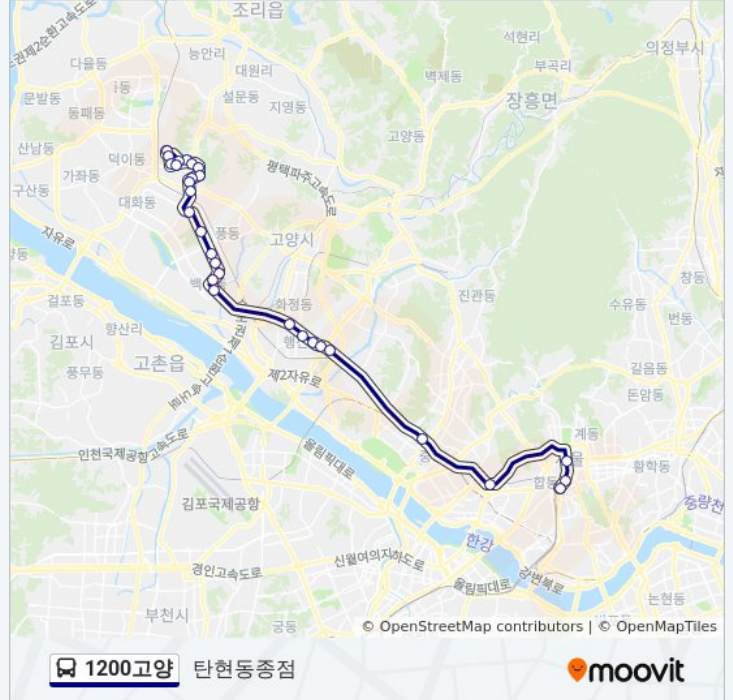 조리읍
능안리
석현리
의정부시
다율동
대원리
벽제동
부곡리
문발동
설문동
지영동
장흥면
동패동
고양동
산남동
덕이동
평택파주고속도로
가좌동
구산동
대화동
자유로
풍동
고양시
진관동
창동
걸포동
화정동
수유동
번동
향산리
김포시
고촌읍
풍무동
제2자유로
길음동
돈암동
인천국제공항고속도로
올림픽대로
계동
황학동
합동
김포국제공항
중랑천
한강
신월여의지하도로
경인고속도로
올림픽대로
강변북로
논현동
부천시
궁동
© OpenStreetMap contributors | © OpenMapTiles
1200고양 탄현동종점
moovit